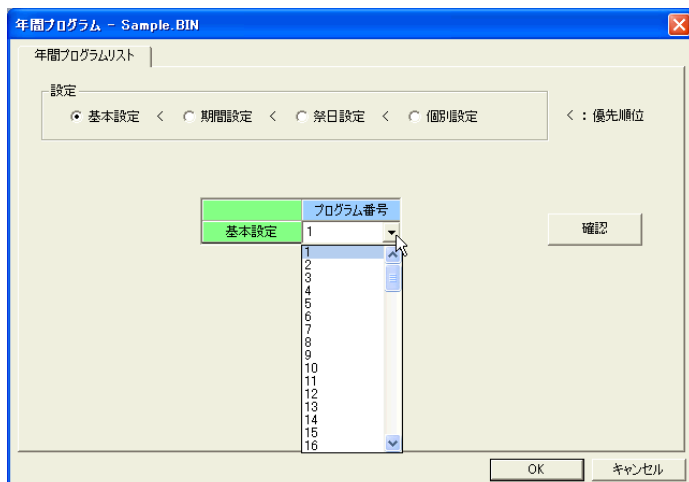 年間プログラム - Sample.BIN
年間プログラムリスト
設定
基本設定 < 期間設定 < 祭日設定 < 個別設定
< : 優先順位
プログラム番号
基本設定 1
確認
1
2
3
4
5
6
7
8
9
10
11
12
13
14
15
16
OK キャンセル